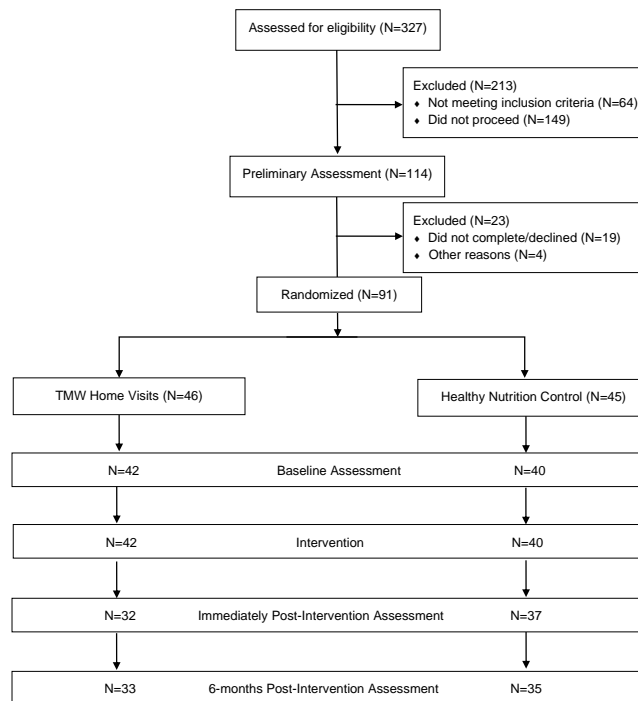 Assessed for eligibility (N=327)
Excluded (N=213)
♦ Not meeting inclusion criteria (N=64)
♦ Did not proceed (N=149)
Preliminary Assessment (N=114)
Excluded (N=23)
♦ Did not complete/declined (N=19)
♦ Other reasons (N=4)
Randomized (N=91)
TMW Home Visits (N=46)
Healthy Nutrition Control (N=45)
N=42 Baseline Assessment N=40
N=42 Intervention N=40
N=32 Immediately Post-Intervention Assessment N=37
N=33 6-months Post-Intervention Assessment N=35